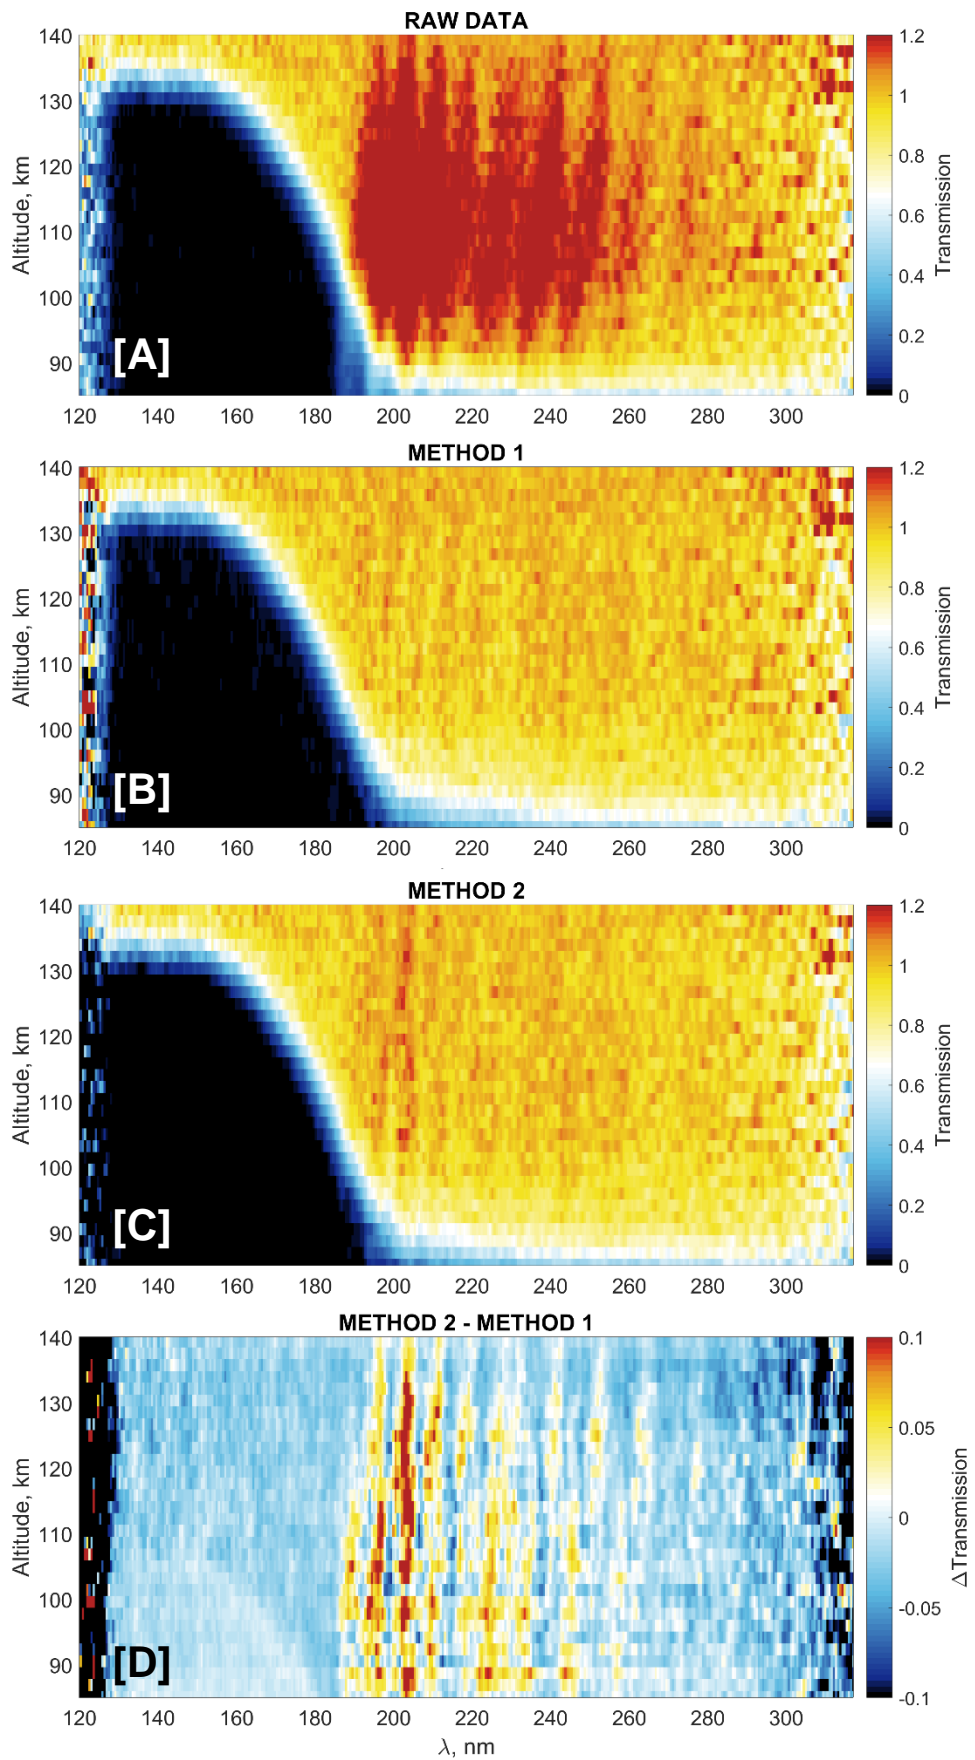 RAW DATA
140
130
120
110
100
90
Altitude, km
[A]
120 140 160 180 200 220 240 260 280 300
1.2
1
0.8
0.6
0.4
0.2
0
Transmission
METHOD 1
140
130
120
110
100
90
Altitude, km
[B]
120 140 160 180 200 220 240 260 280 300
1.2
1
0.8
0.6
0.4
0.2
0
Transmission
METHOD 2
140
130
120
110
100
90
Altitude, km
[C]
120 140 160 180 200 220 240 260 280 300
1.2
1
0.8
0.6
0.4
0.2
0
Transmission
METHOD 2 - METHOD 1
140
130
120
110
100
90
Altitude, km
[D]
120 140 160 180 200 220 240 260 280 300
λ, nm
0.1
0.05
0
-0.05
-0.1
ΔTransmission